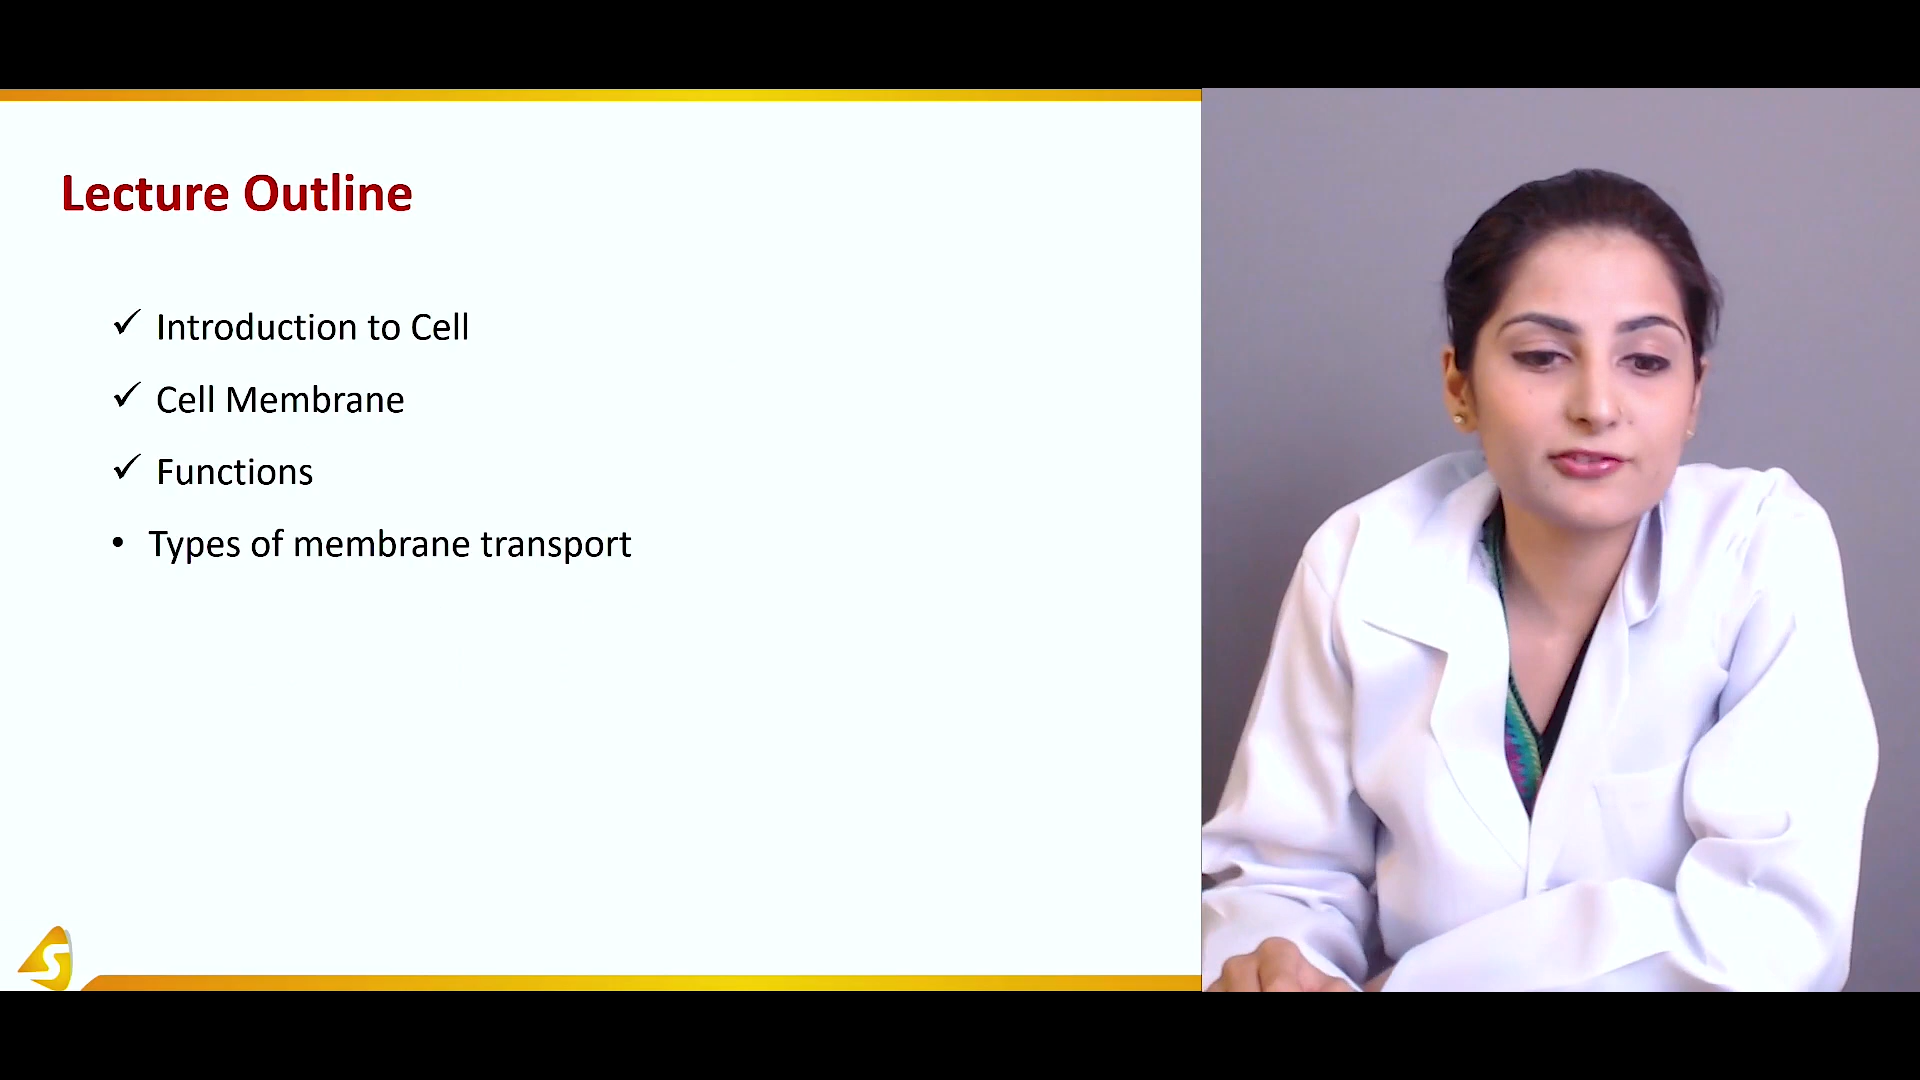 Lecture Outline
✓ Introduction to Cell
✓ Cell Membrane
✓ Functions
• Types of membrane transport
S